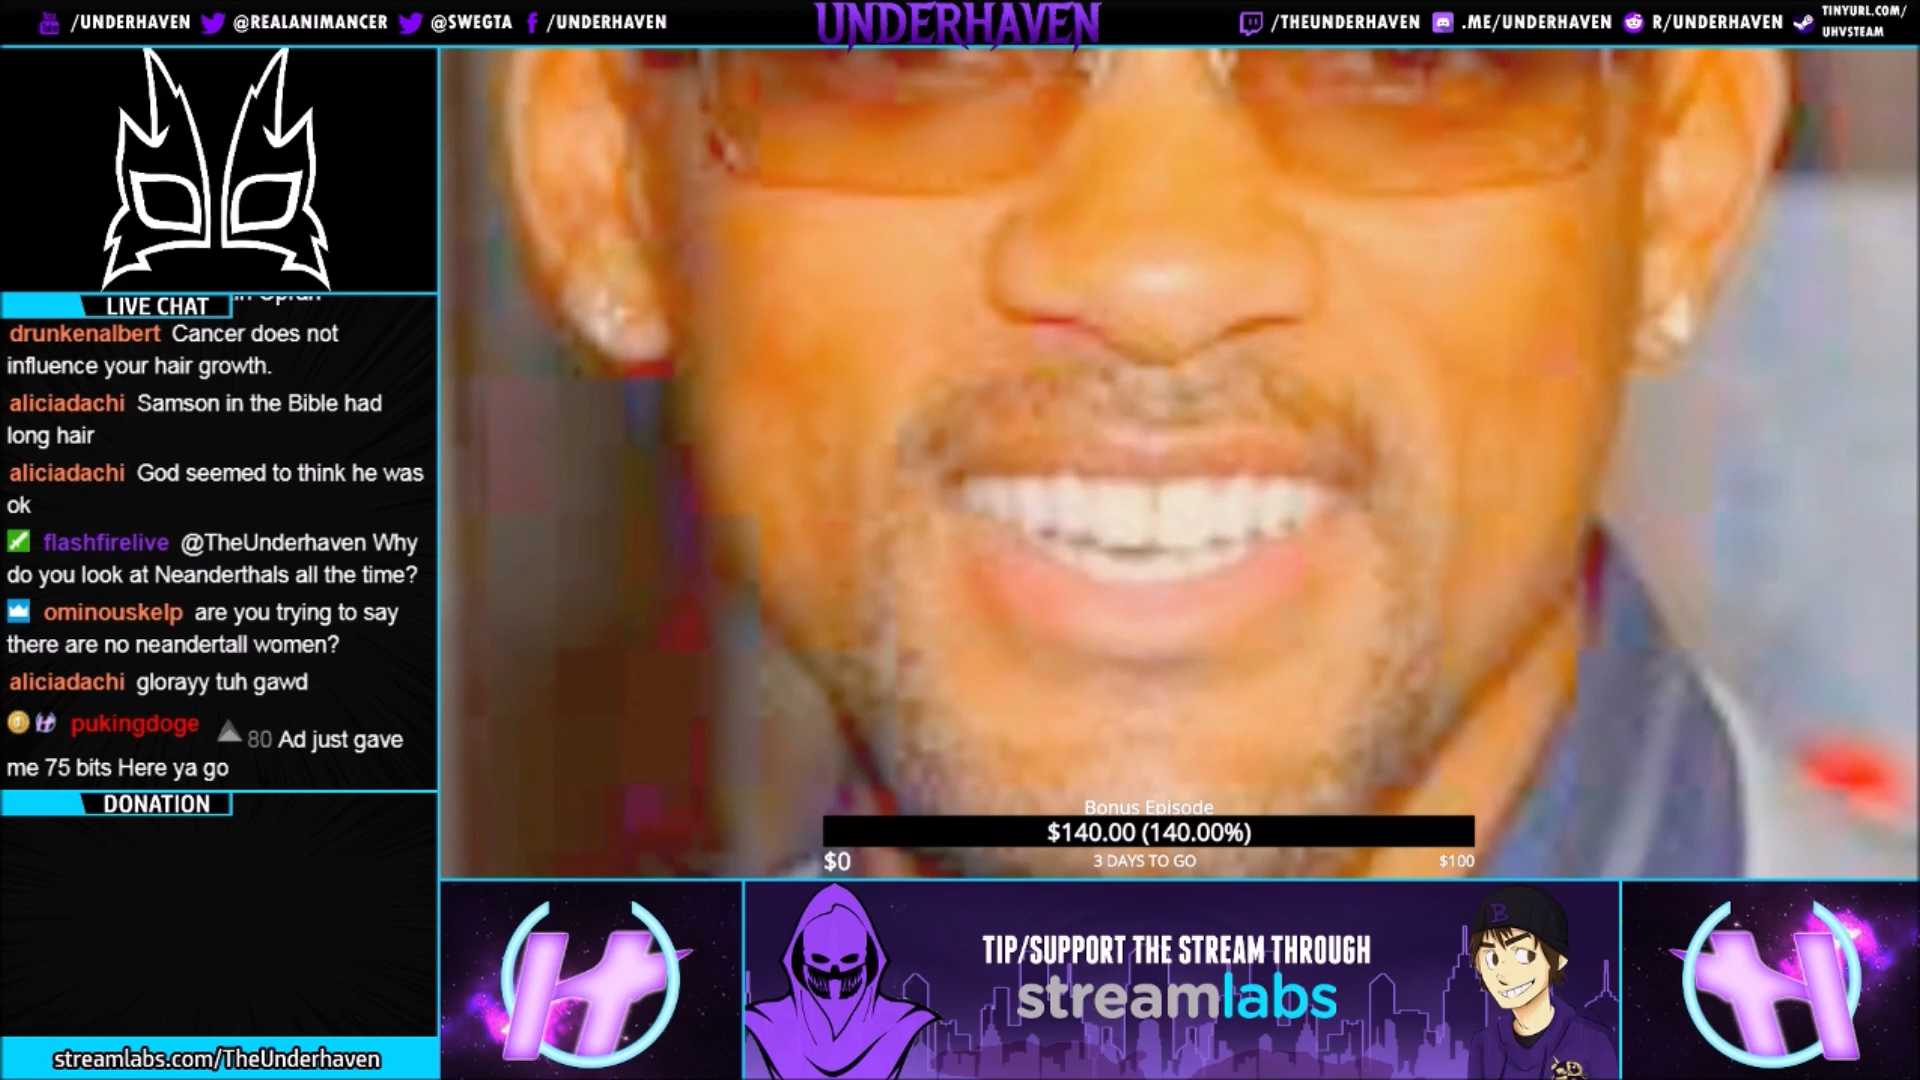 /UNDERHAVEN @REALANIMANCER @SWEGTA /UNDERHAVEN
UNDERHAVEN
/THEUNDERHAVEN .ME/UNDERHAVEN R/UNDERHAVEN
TINYURL.COM/
UHVSTEAM
LIVE CHAT
drunkenalbert Cancer does not
influence your hair growth.
aliciadachi Samson in the Bible had
long hair
aliciadachi God seemed to think he was
ok
flashfirelive @TheUnderhaven Why
do you look at Neanderthals all the time?
ominouskelp are you trying to say
there are no neandertall women?
aliciadachi glorayy tuh gawd
pukingdoge 80 Ad just gave
me 75 bits Here ya go
DONATION
streamlabs.com/TheUnderhaven
Bonus Episode
$140.00 (140.00%)
$0 3 DAYS TO GO $100
TIP/SUPPORT THE STREAM THROUGH
streamlabs
B